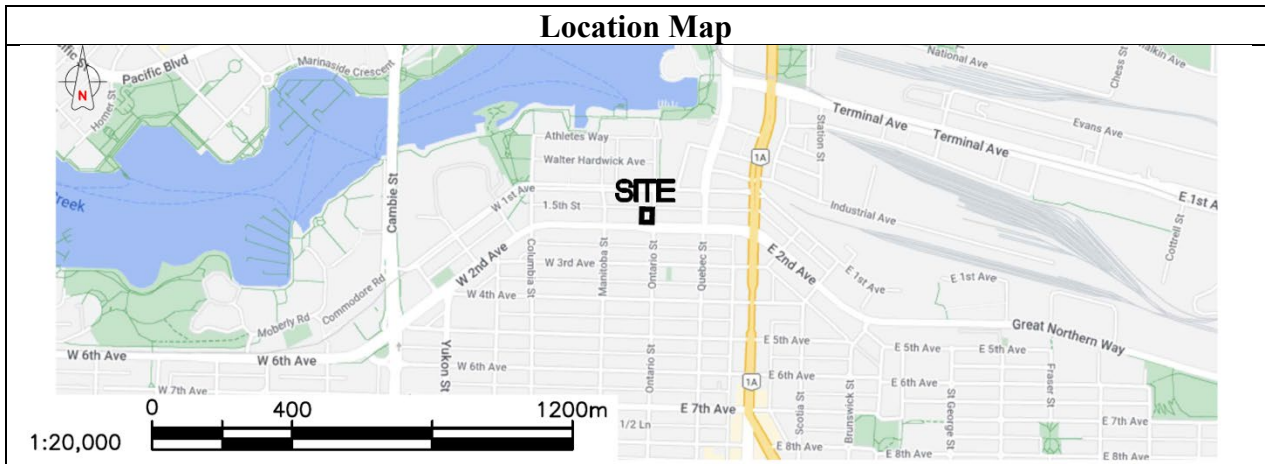 Location Map
Pacific Blvd
Marinaside Crescent
Homer St
N
National Ave
Chess St
Malkin Ave
Station St
Terminal Ave
Terminal Ave
Evans Ave
Athletes Way
1A
Walter Hardwick Ave
E 1st A
Creek
Cambie St
W 1st Ave
SITE
1.5th St
Industrial Ave
Cottrell St
W 2nd Ave
Columbia St
Manitoba St
Ontario St
Quebec St
E 2nd Ave
W 3rd Ave
E 1st Ave
E 1st Ave
Commodore Rd
W 4th Ave
Moberly Rd
Great Northern Way
W 6th Ave
W 6th Ave
Yukon St
E 5th Ave
E 5th Ave
E 5th Ave
W 6th Ave
Ontario St
1A
E 6th Ave
E 6th Ave
Fraser St
W 7th Ave
Scotia St
Brunswick St
St George St
0 400 1200m
E 7th Ave
E 7th Ave
1/2 Ln
1:20,000
E 8th Ave
E 8th Ave
E 8th Ave